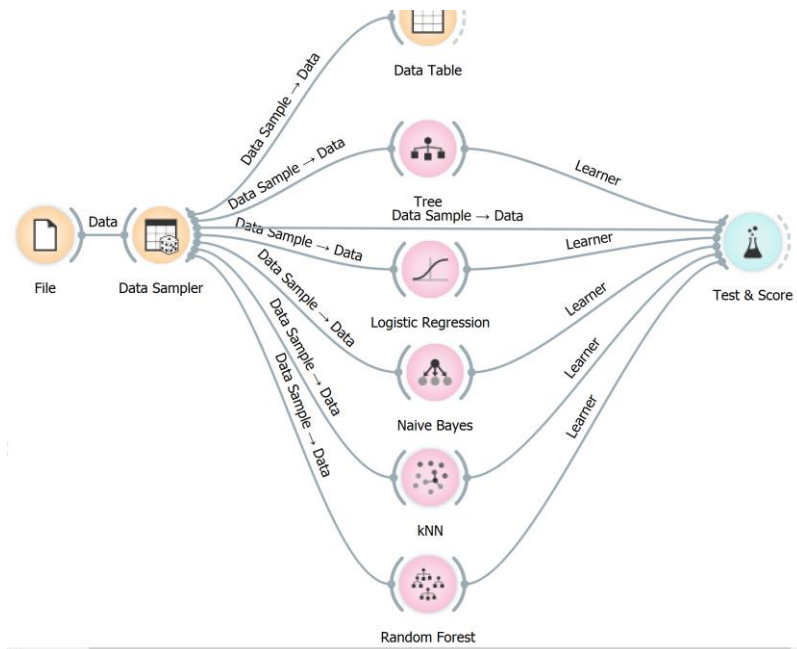 Data Table
Data Sample → Data
Data Sample → Data
Tree
Learner
Data Sample → Data
Data
Data Sample → Data
Learner
File
Data Sampler
Test & Score
Data Sample → Data
Logistic Regression
Learner
Data Sample → Data
Naive Bayes
Learner
Data Sample → Data
kNN
Learner
Random Forest